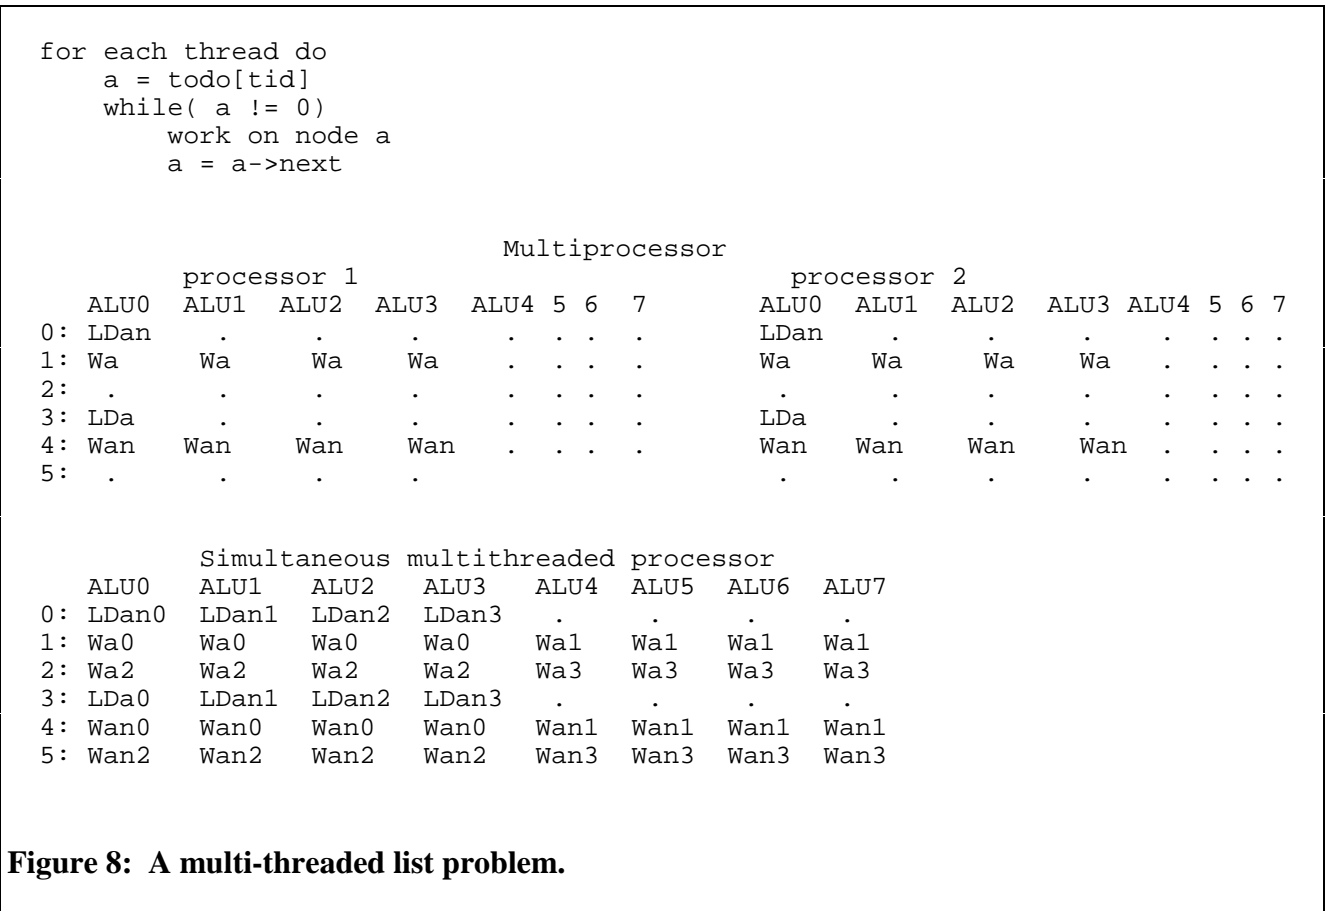 for each thread do
a = todo[tid]
while( a != 0)
work on node a
a = a->next
Multiprocessor
processor 1 processor 2
ALU0 ALU1 ALU2 ALU3 ALU4 5 6 7 ALU0 ALU1 ALU2 ALU3 ALU4 5 6 7
0: LDan . . . . . . . LDan . . . . . . .
1: Wa Wa Wa Wa . . . . Wa Wa Wa Wa . . . .
2: . . . . . . . . . . . . . . . .
3: LDa . . . . . . . LDa . . . . . . .
4: Wan Wan Wan Wan . . . . Wan Wan Wan Wan . . . .
5: . . . . . . . . . . . .
Simultaneous multithreaded processor
ALU0 ALU1 ALU2 ALU3 ALU4 ALU5 ALU6 ALU7
0: LDan0 LDan1 LDan2 LDan3 . . . .
1: Wa0 Wa0 Wa0 Wa0 Wa1 Wa1 Wa1 Wa1
2: Wa2 Wa2 Wa2 Wa2 Wa3 Wa3 Wa3 Wa3
3: LDa0 LDan1 LDan2 LDan3 . . . .
4: Wan0 Wan0 Wan0 Wan0 Wan1 Wan1 Wan1 Wan1
5: Wan2 Wan2 Wan2 Wan2 Wan3 Wan3 Wan3 Wan3
Figure 8: A multi-threaded list problem.